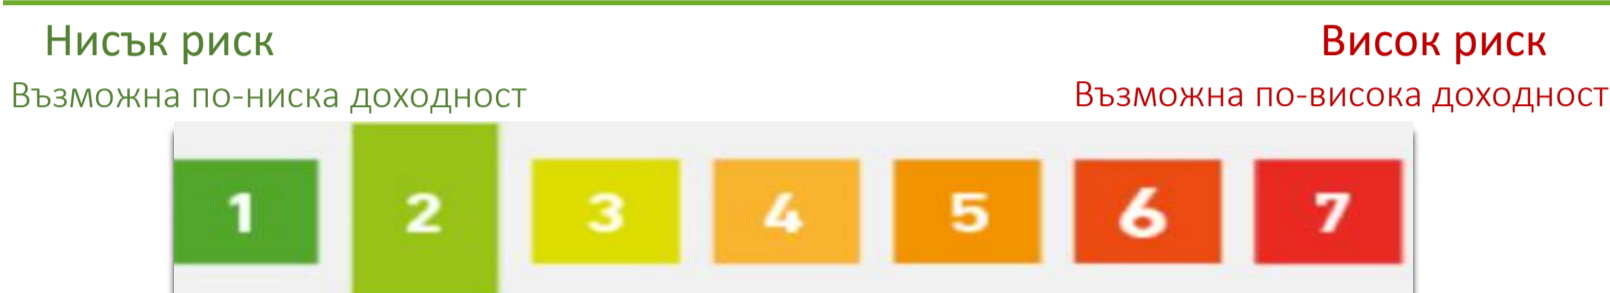 Нисък риск
Висок риск
Възможна по-ниска доходност
Възможна по-висока доходност
1 2 3 4 5 6 7